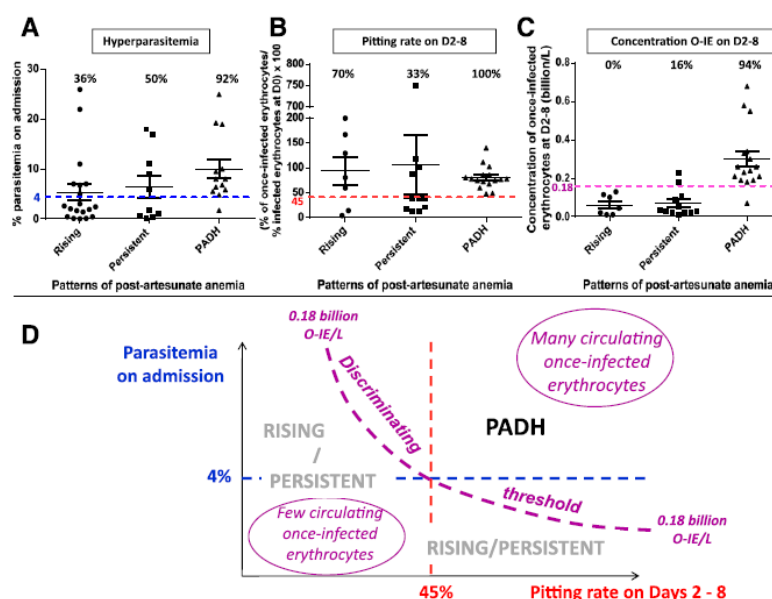 A
Hyperparasitemia
36%
50%
92%
% parasitemia on admission
30
20
10
4
0
Rising
Persistent
PADH
Patterns of post-artesunate anemia
B
Pitting rate on D2-8
70%
33%
100%
(% of once-infected erythrocytes/
% infected erythrocytes at D0) x 100
800
750
700
200
150
100
50
45
0
Rising
Persistent
PADH
Patterns of post-artesunate anemia
C
Concentration O-IE on D2-8
0%
16%
94%
Concentration of once-infected
erythrocytes at D2-8 (billion/L)
0.8
0.6
0.4
0.2
0.18
0.0
Rising
Persistent
PADH
Patterns of post-artesunate anemia
D
Parasitemia
on admission
0.18 billion
O-IE/L
Many circulating
once-infected
erythrocytes
Discriminating
RISING
/
PERSISTENT
PADH
4%
threshold
Few circulating
once-infected
erythrocytes
RISING/PERSISTENT
0.18 billion
O-IE/L
45%
Pitting rate on Days 2 - 8